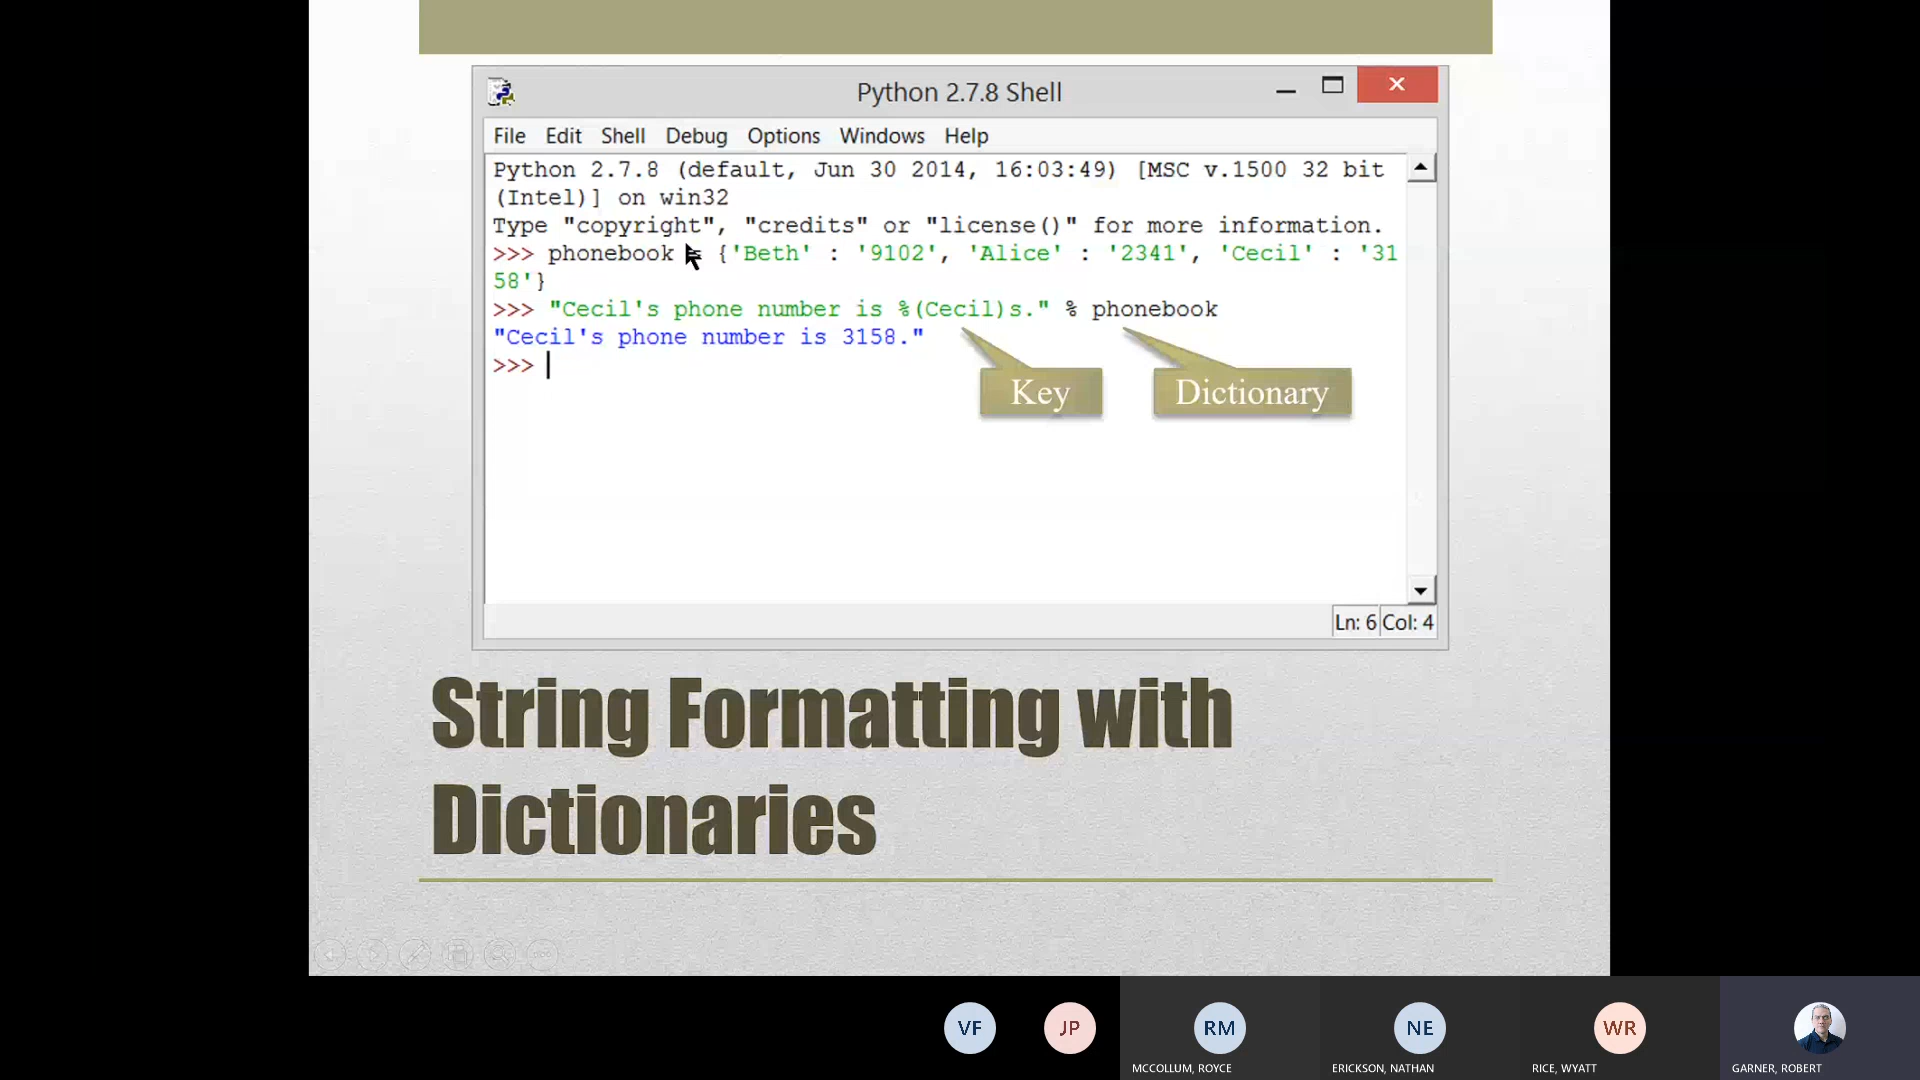 Python 2.7.8 Shell
File Edit Shell Debug Options Windows Help
Python 2.7.8 (default, Jun 30 2014, 16:03:49) [MSC v.1500 32 bit
(Intel)] on win32
Type "copyright", "credits" or "license()" for more information.
>>> phonebook = {'Beth' : '9102', 'Alice' : '2341', 'Cecil' : '31
58'}
>>> "Cecil's phone number is %(Cecil)s." % phonebook
"Cecil's phone number is 3158."
>>>
Key
Dictionary
Ln: 6 Col: 4
String Formatting with
Dictionaries
VF JP RM NE WR
MCCOLLUM, ROYCE ERICKSON, NATHAN RICE, WYATT GARNER, ROBERT